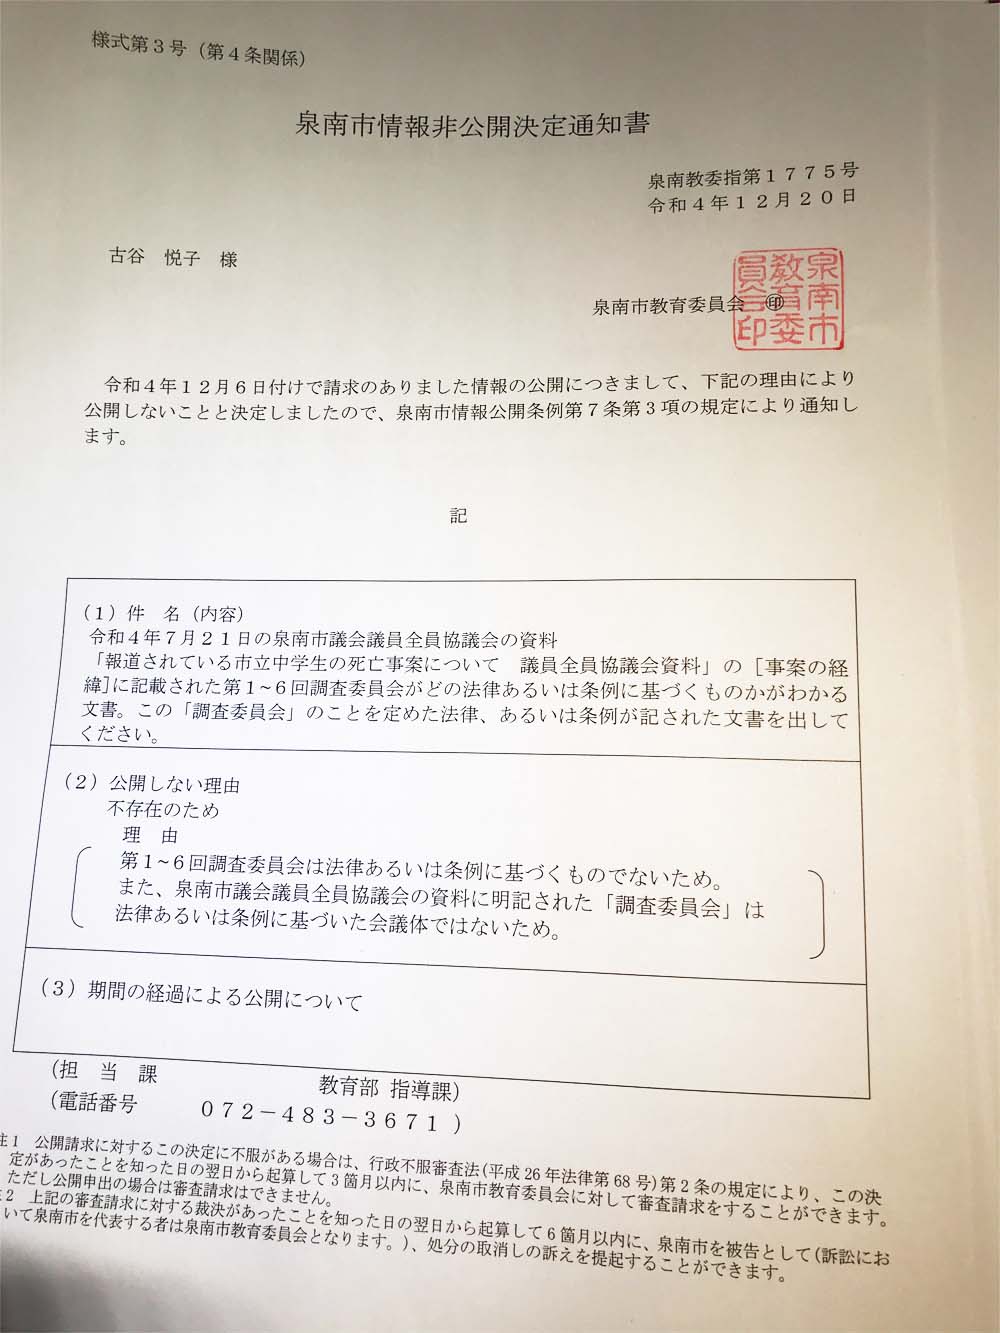 様式第３号（第４条関係）
泉南市情報非公開決定通知書
泉南教委指第１７７５号
令和４年１２月２０日
古谷　悦子　様
泉南市教育委員会　㊞
泉南市教育委員会印
令和４年１２月６日付けで請求のありました情報の公開につきまして、下記の理由により
公開しないことと決定しましたので、泉南市情報公開条例第７条第３項の規定により通知し
ます。
記
（１）件　名（内容）
令和４年７月２１日の泉南市議会議員全員協議会の資料
「報道されている市立中学生の死亡事案について　議員全員協議会資料」の［事案の経
緯］に記載された第１~６回調査委員会がどの法律あるいは条例に基づくものかがわかる
文書。この「調査委員会」のことを定めた法律、あるいは条例が記された文書を出して
ください。
（２）公開しない理由
不存在のため
理　由
第１~６回調査委員会は法律あるいは条例に基づくものでないため。
また、泉南市議会議員全員協議会の資料に明記された「調査委員会」は
法律あるいは条例に基づいた会議体ではないため。
（３）期間の経過による公開について
(担　当　課　　　　　　　　教育部 指導課)
(電話番号　　　０７２－４８３－３６７１ )
注１　公開請求に対するこの決定に不服がある場合は、行政不服審査法(平成 26 年法律第 68 号)第２条の規定により、この決
定があったことを知った日の翌日から起算して３箇月以内に、泉南市教育委員会に対して審査請求をすることができます。
ただし公開申出の場合は審査請求はできません。
２　上記の審査請求に対する裁決があったことを知った日の翌日から起算して６箇月以内に、泉南市を被告として(訴訟にお
いて泉南市を代表する者は泉南市教育委員会となります。)、処分の取消しの訴えを提起することができます。